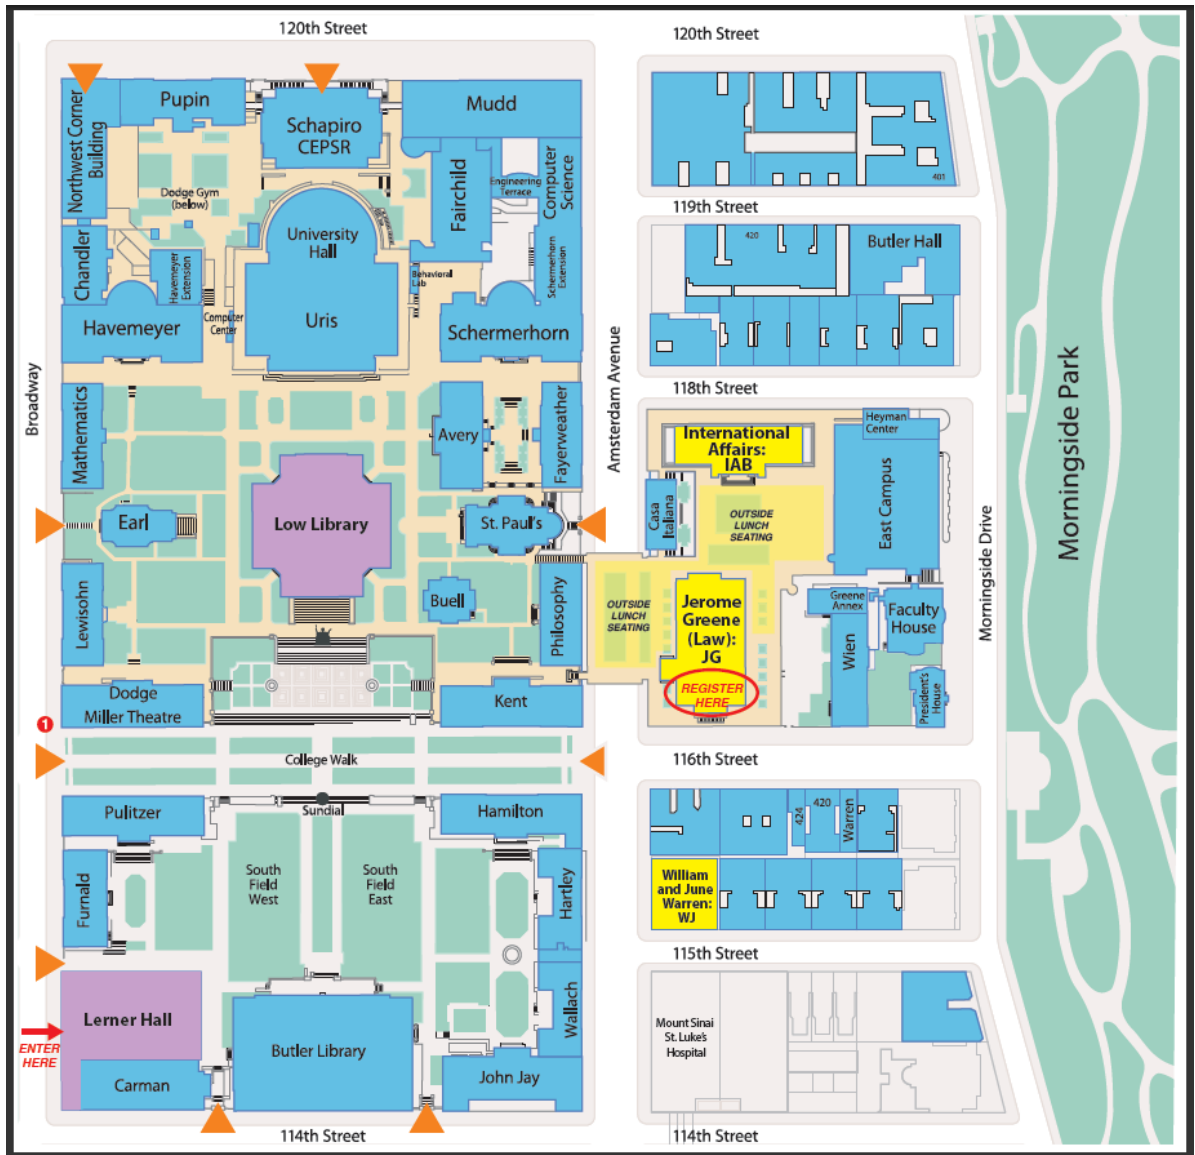 120th Street
120th Street
Northwest Corner
Building
Pupin
Schapiro
CEPSR
Mudd
Fairchild
Engineering
Terrace
Computer
Science
Dodge Gym
(below)
Chandler
Havemeyer
Extension
University
Hall
Uris
Behavioral
Lab
Schermerhorn
Extension
Havemeyer
Computer
Center
Schermerhorn
401
119th Street
420
Butler Hall
118th Street
Broadway
Amsterdam Avenue
Morningside Drive
Morningside Park
Mathematics
Avery
Fayerweather
Earl
Low Library
St. Paul's
Lewisohn
Buell
Philosophy
Dodge
Miller Theatre
Kent
International
Affairs:
IAB
Heyman
Center
Casa
Italiana
OUTSIDE
LUNCH
SEATING
East Campus
OUTSIDE
LUNCH
SEATING
Jerome
Greene
(Law):
JG
REGISTER
HERE
Greene
Annex
Faculty
House
Wien
President's
House
1
College Walk
116th Street
Pulitzer
Sundial
Hamilton
424
420
Warren
Furnald
South
Field
West
South
Field
East
Hartley
William
and June
Warren:
WJ
115th Street
Lerner Hall
ENTER
HERE
Carman
Butler Library
Wallach
John Jay
Mount Sinai
St. Luke's
Hospital
114th Street
114th Street